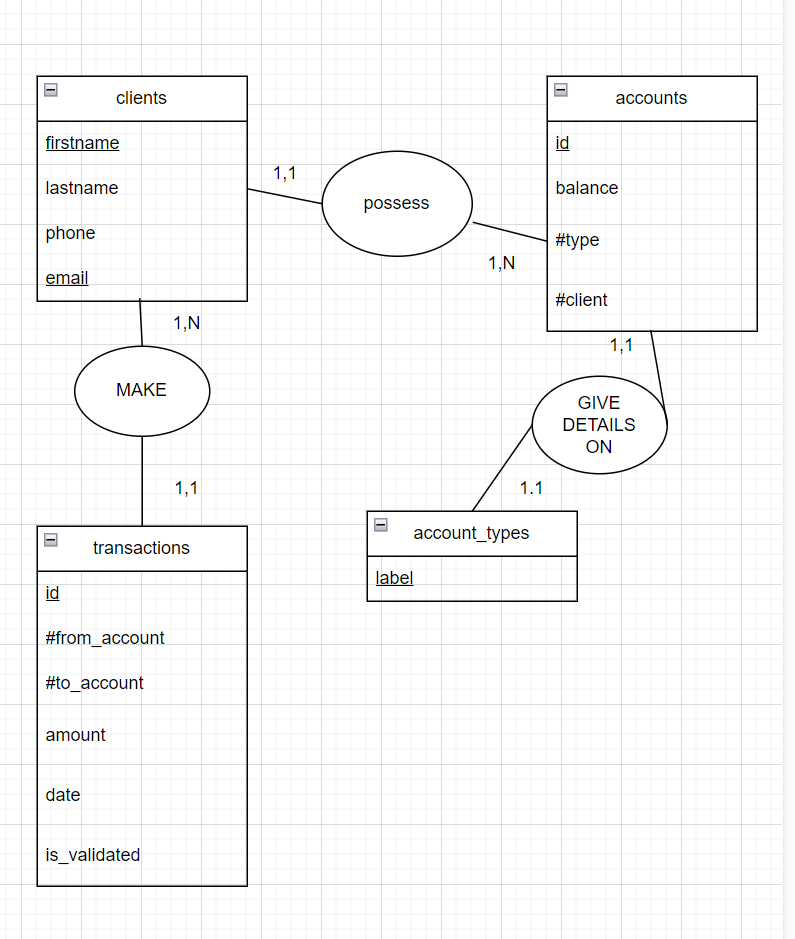 clients
firstname
lastname
phone
email
1,1
possess
1,N
accounts
id
balance
#type
#client
1,N
MAKE
1,1
1,1
GIVE
DETAILS
ON
1.1
account_types
label
transactions
id
#from_account
#to_account
amount
date
is_validated